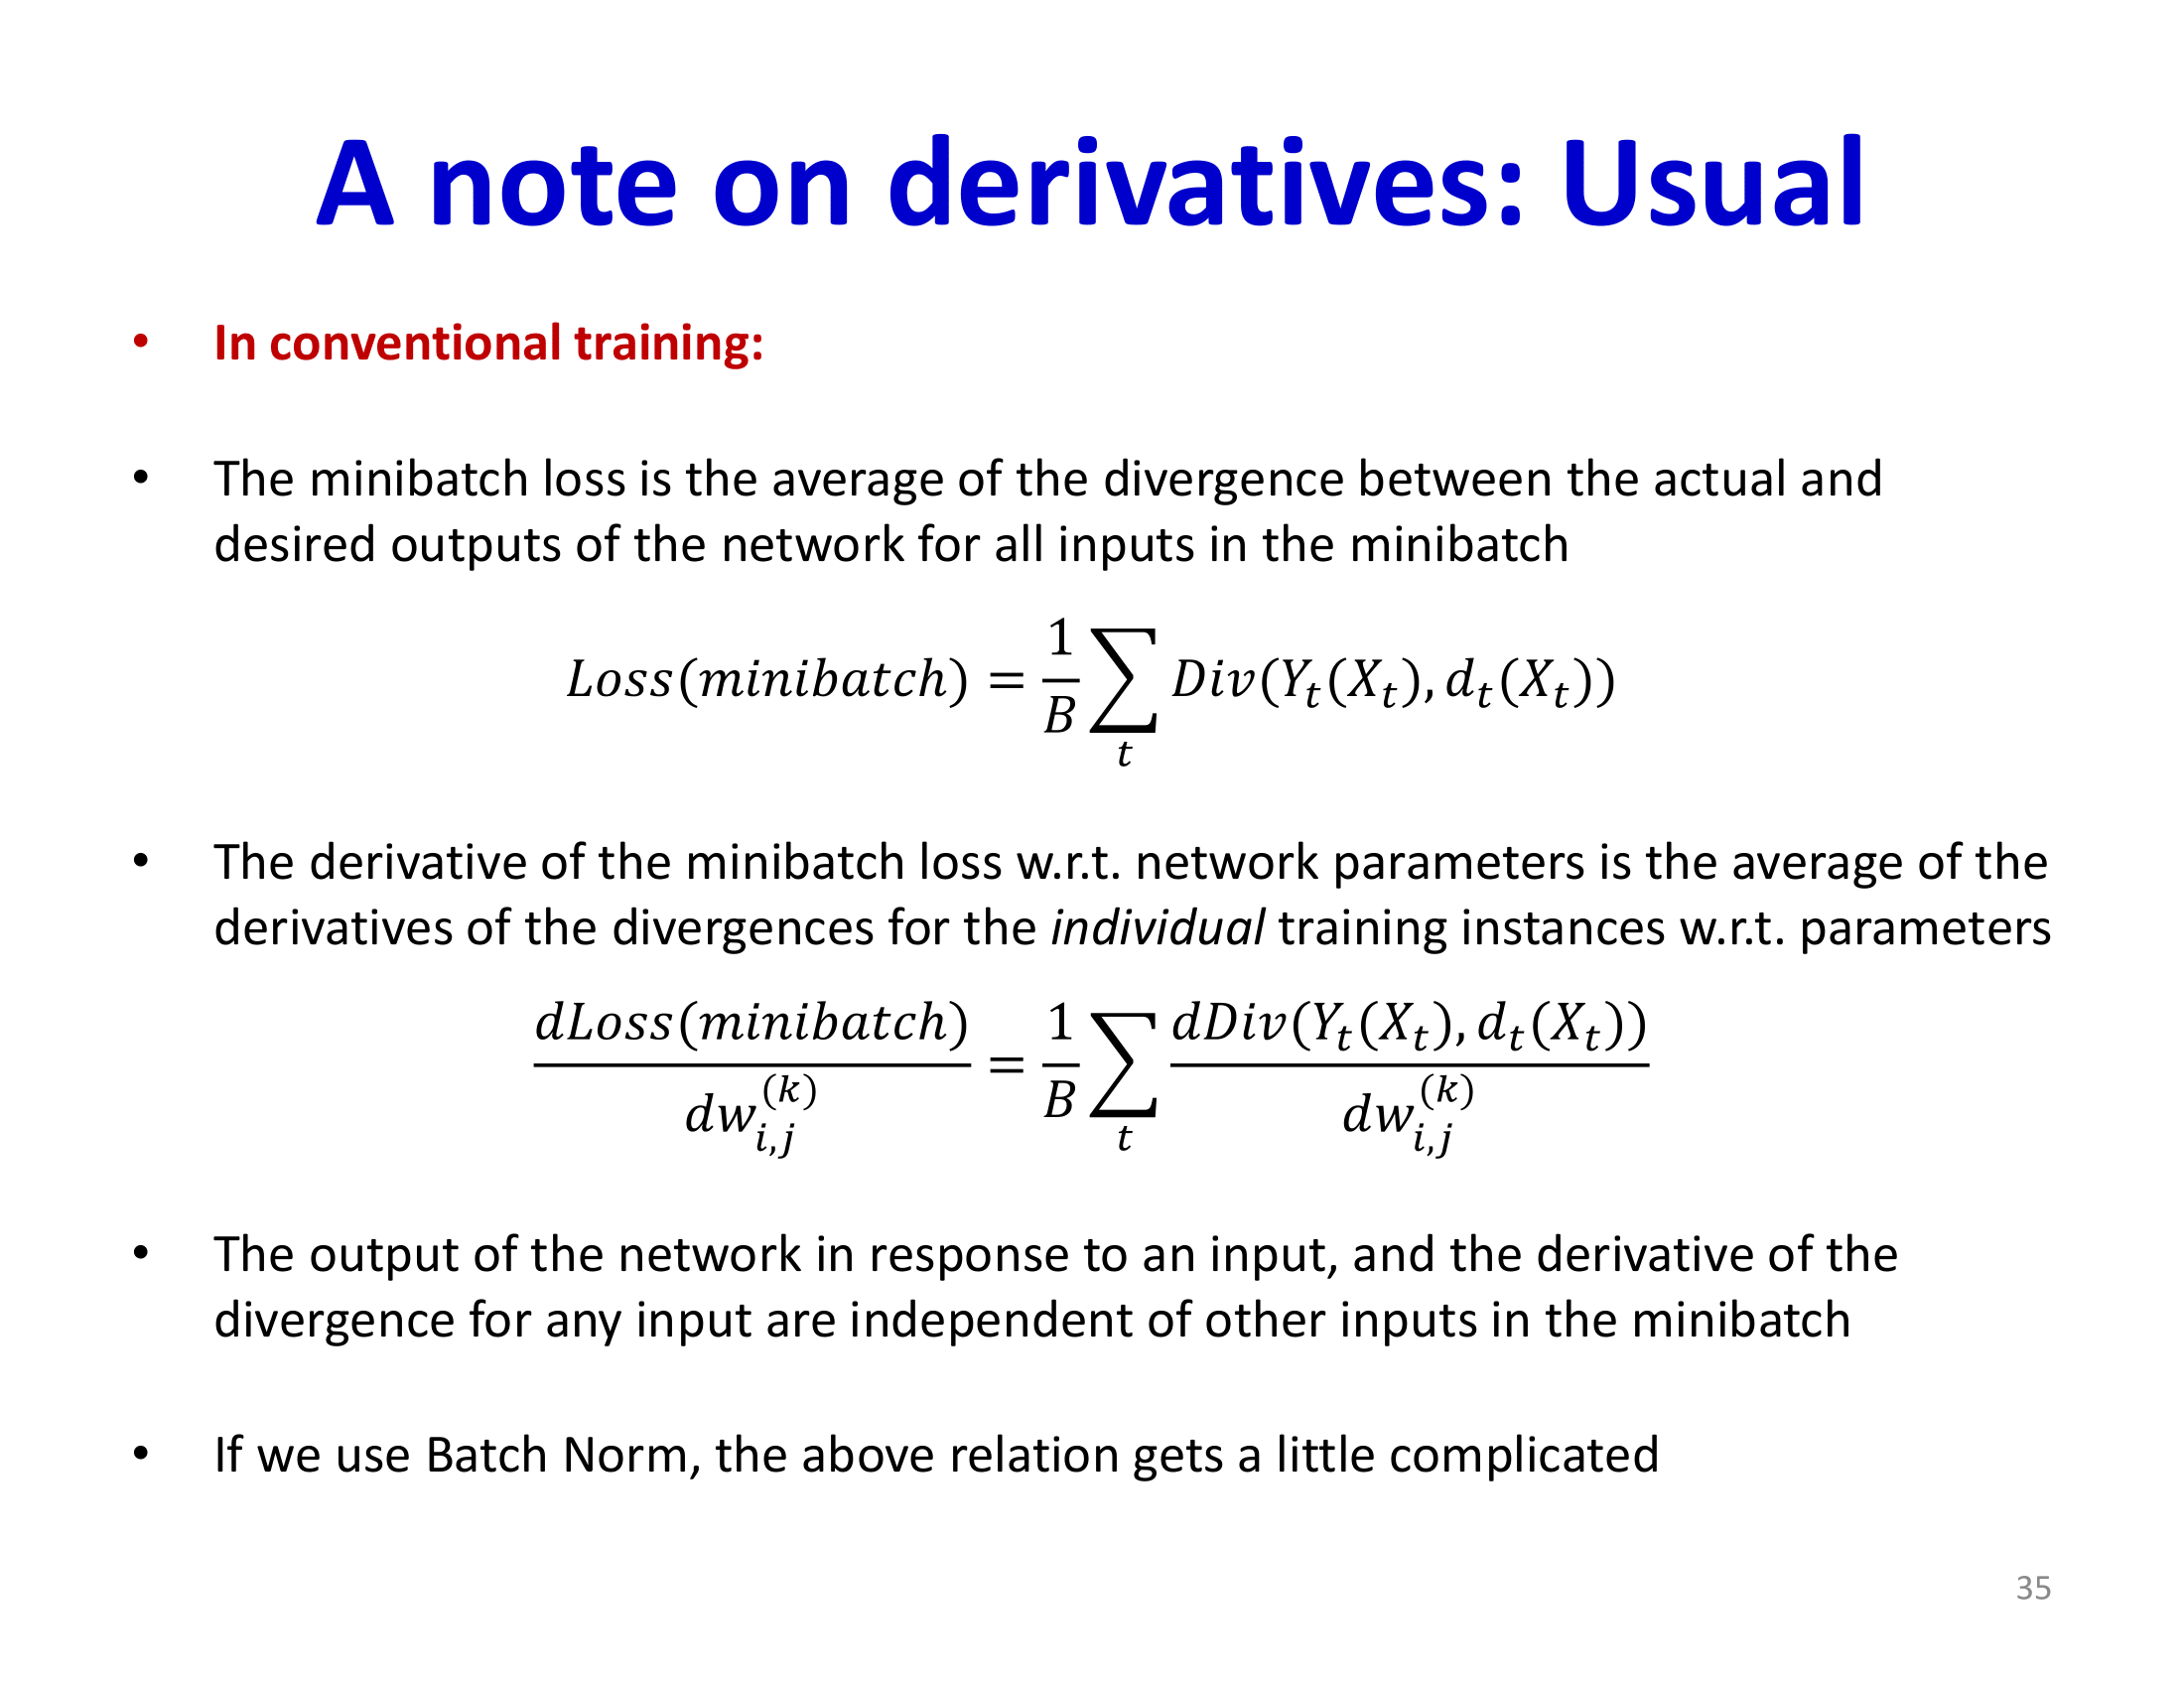 A note on derivatives: Usual
• In conventional training:
• The minibatch loss is the average of the divergence between the actual and
desired outputs of the network for all inputs in the minibatch
$Loss(minibatch) = \frac{1}{B} \sum_{t} Div(Y_t(X_t), d_t(X_t))$
• The derivative of the minibatch loss w.r.t. network parameters is the average of the
derivatives of the divergences for the individual training instances w.r.t. parameters
$\frac{dLoss(minibatch)}{dw_{i,j}^{(k)}} = \frac{1}{B} \sum_{t} \frac{dDiv(Y_t(X_t), d_t(X_t))}{dw_{i,j}^{(k)}}$
• The output of the network in response to an input, and the derivative of the
divergence for any input are independent of other inputs in the minibatch
• If we use Batch Norm, the above relation gets a little complicated
35